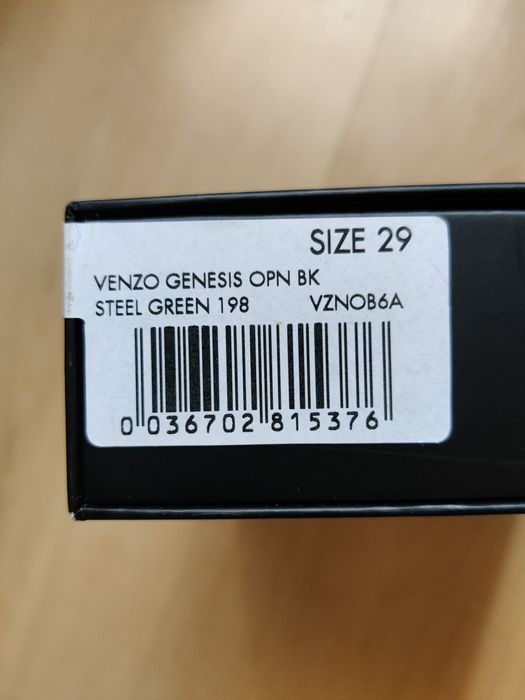 SIZE 29
VENZO GENESIS OPN BK
STEEL GREEN 198 VZNOB6A
0 036702 815376